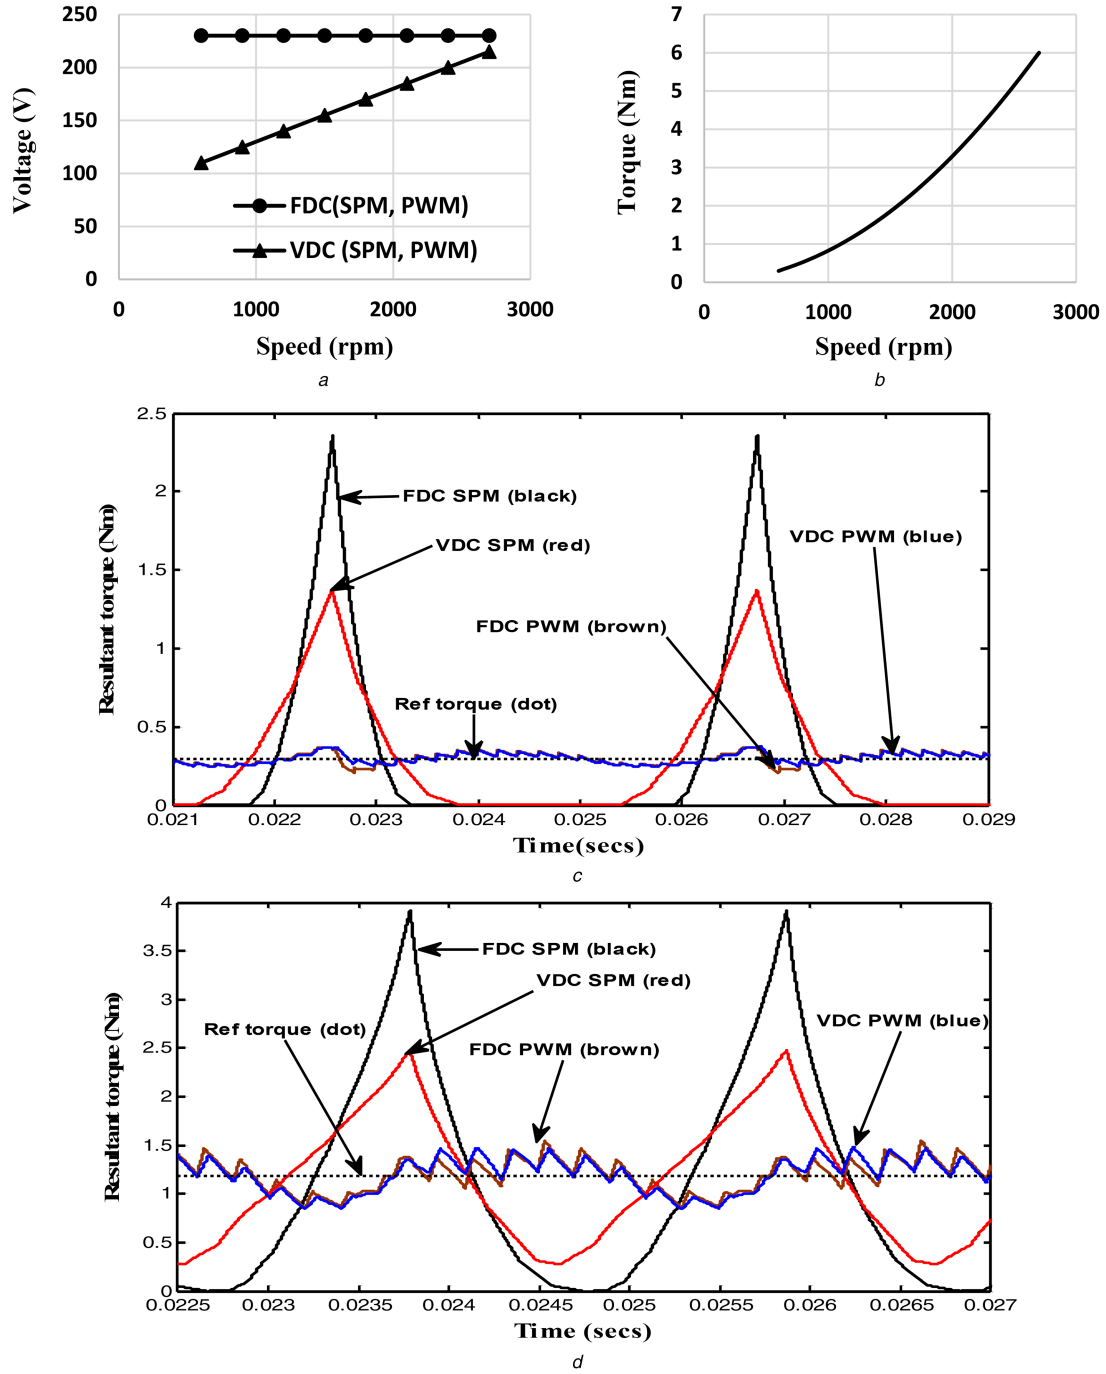 250
200
150
100
50
0
Voltage (V)
FDC(SPM, PWM)
VDC (SPM, PWM)
0 1000 2000 3000
Speed (rpm)
a
7
6
5
4
3
2
1
0
Torque (Nm)
0 1000 2000 3000
Speed (rpm)
b
2.5
2
1.5
1
0.5
0
Resultant torque (Nm)
FDC SPM (black)
VDC SPM (red)
VDC PWM (blue)
FDC PWM (brown)
Ref torque (dot)
0.021 0.022 0.023 0.024 0.025 0.026 0.027 0.028 0.029
Time(secs)
c
4
3.5
3
2.5
2
1.5
1
0.5
0
Resultant torque (Nm)
FDC SPM (black)
VDC SPM (red)
Ref torque (dot)
FDC PWM (brown)
VDC PWM (blue)
0.0225 0.023 0.0235 0.024 0.0245 0.025 0.0255 0.026 0.0265 0.027
Time (secs)
d